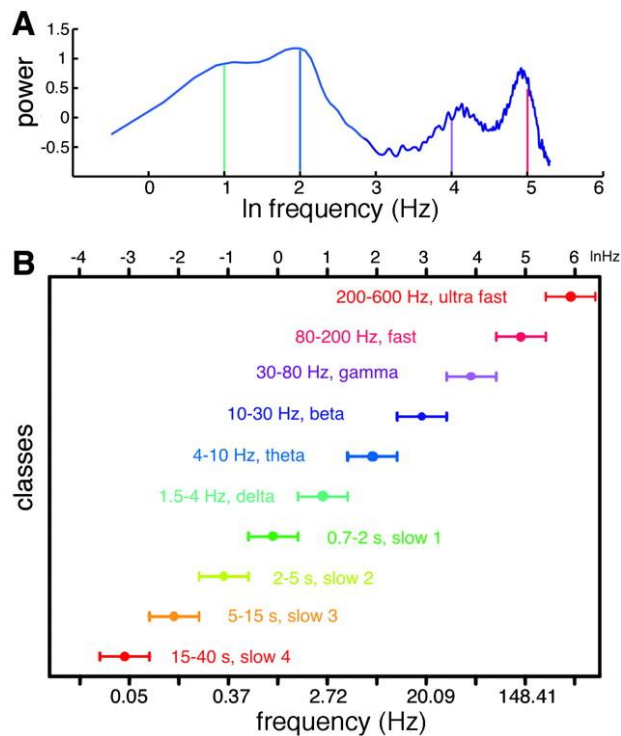 A
1.5
1
0.5
0
-0.5
power
0 1 2 3 4 5 6
ln frequency (Hz)
B
-4 -3 -2 -1 0 1 2 3 4 5 6 lnHz
200-600 Hz, ultra fast
80-200 Hz, fast
30-80 Hz, gamma
10-30 Hz, beta
4-10 Hz, theta
1.5-4 Hz, delta
0.7-2 s, slow 1
2-5 s, slow 2
5-15 s, slow 3
15-40 s, slow 4
classes
0.05 0.37 2.72 20.09 148.41
frequency (Hz)